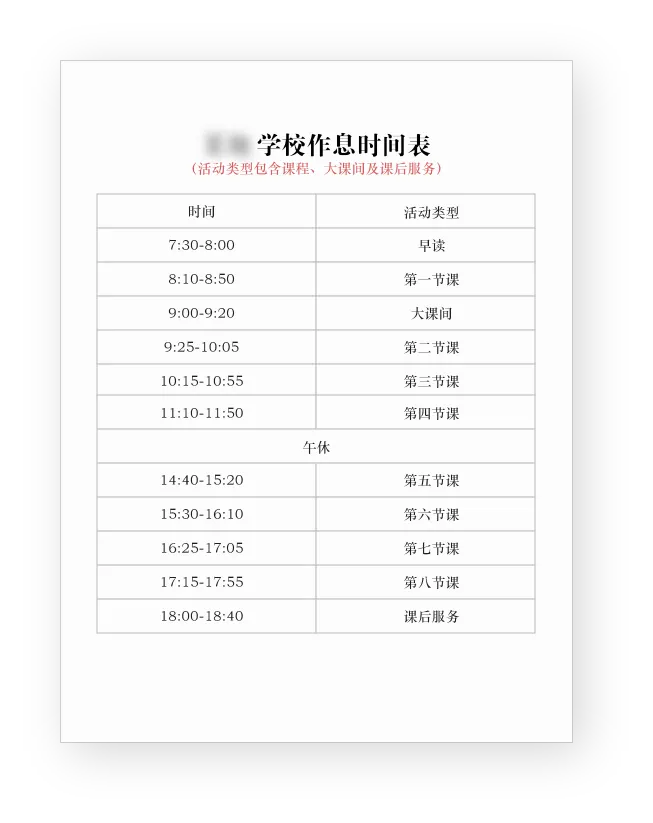 学校作息时间表
（活动类型包含课程、大课间及课后服务）
时间 活动类型
7:30-8:00 早读
8:10-8:50 第一节课
9:00-9:20 大课间
9:25-10:05 第二节课
10:15-10:55 第三节课
11:10-11:50 第四节课
午休
14:40-15:20 第五节课
15:30-16:10 第六节课
16:25-17:05 第七节课
17:15-17:55 第八节课
18:00-18:40 课后服务